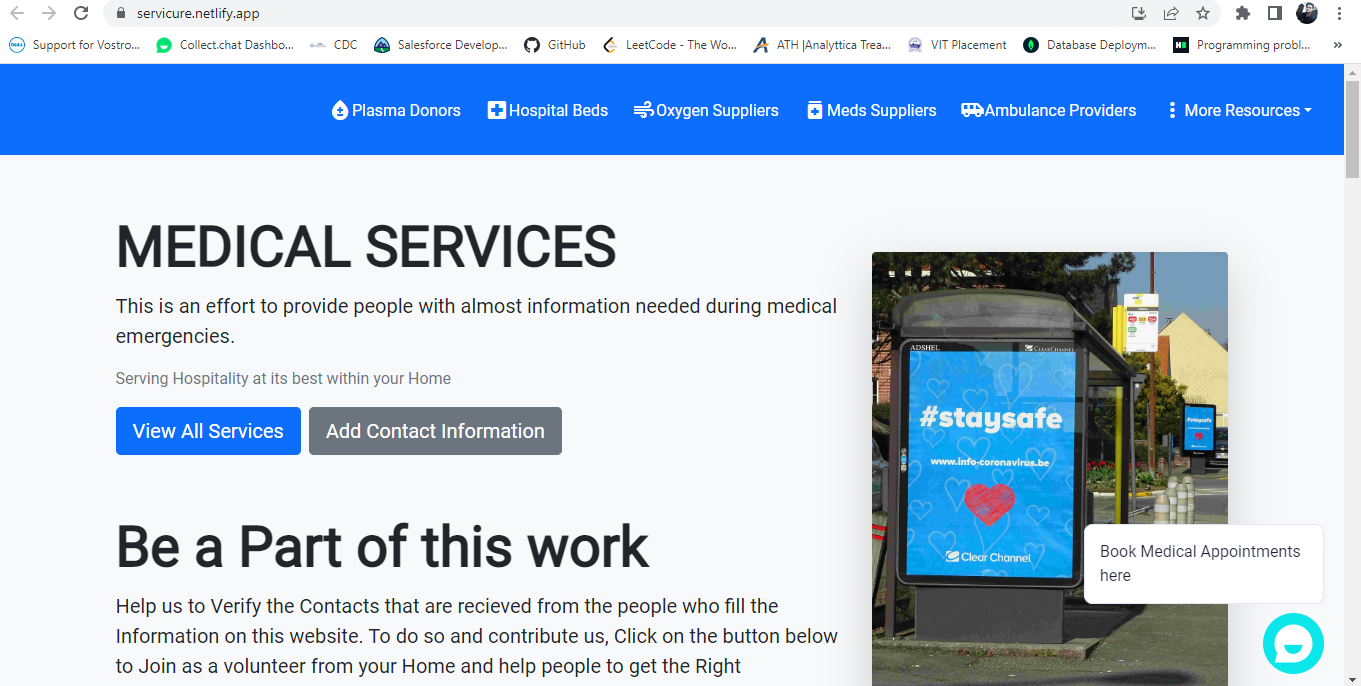 servicure.netlify.app
Support for Vostro... Collect.chat Dashbo... CDC Salesforce Develop... GitHub LeetCode - The Wo... ATH |Analyttica Trea... VIT Placement Database Deploym... Programming probl... »
Plasma Donors Hospital Beds Oxygen Suppliers Meds Suppliers Ambulance Providers More Resources
MEDICAL SERVICES
This is an effort to provide people with almost information needed during medical
emergencies.
Serving Hospitality at its best within your Home
View All Services Add Contact Information
Be a Part of this work
Help us to Verify the Contacts that are recieved from the people who fill the
Information on this website. To do so and contribute us, Click on the button below
to Join as a volunteer from your Home and help people to get the Right
ADSHEL CLEARCHANNEL
#staysafe
www.info-coronavirus.be
Clear Channel
#staysafe
Book Medical Appointments
here